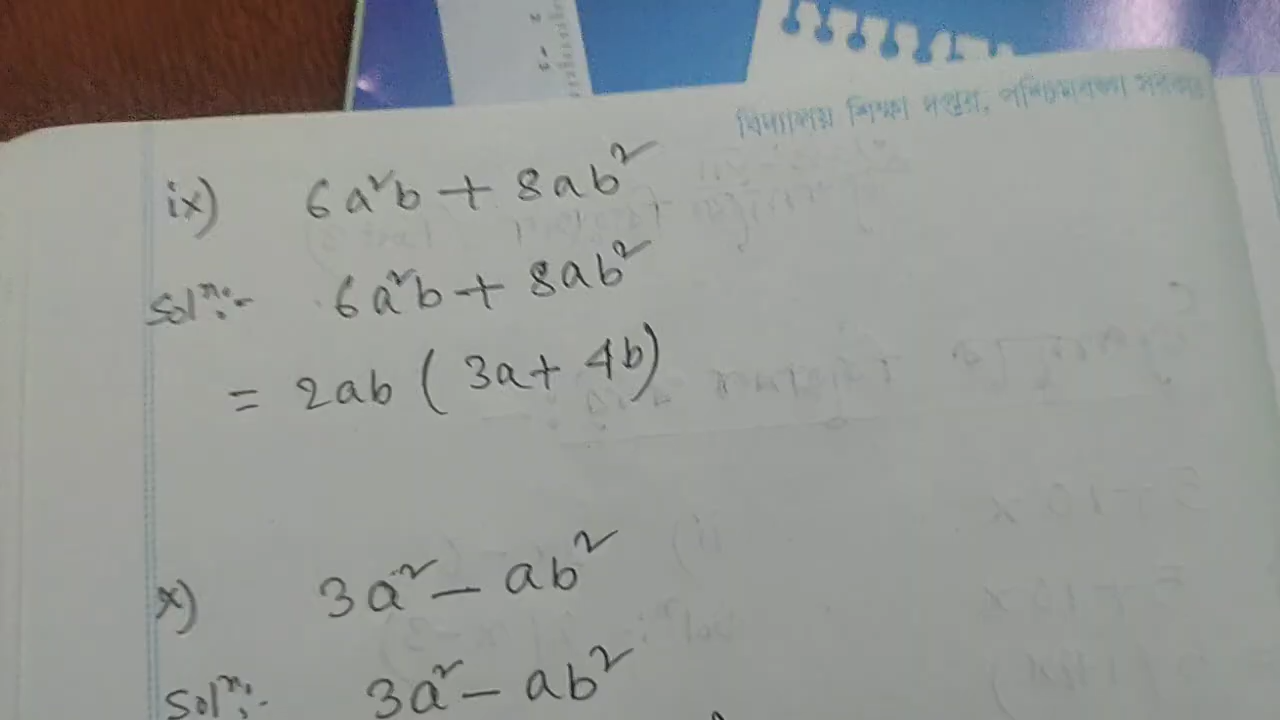 বিদ্যালয় শিক্ষা দপ্তর, পশ্চিমবঙ্গ সরকার
ix) 6a²b + 8ab²
Solⁿ:- 6a²b + 8ab²
= 2ab ( 3a + 4b)
x) 3a² - ab²
Solⁿ:- 3a² - ab²